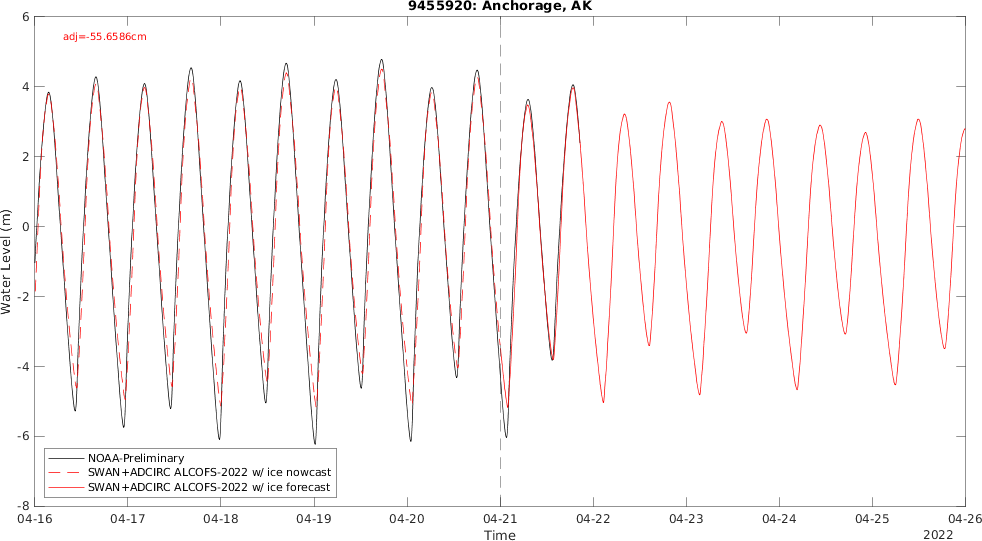 9455920: Anchorage, AK
adj=-55.6586cm
6
4
2
0
-2
-4
-6
-8
Water Level (m)
NOAA-Preliminary
SWAN+ADCIRC ALCOFS-2022 w/ ice nowcast
SWAN+ADCIRC ALCOFS-2022 w/ ice forecast
04-16 04-17 04-18 04-19 04-20 04-21 04-22 04-23 04-24 04-25 04-26
Time
2022